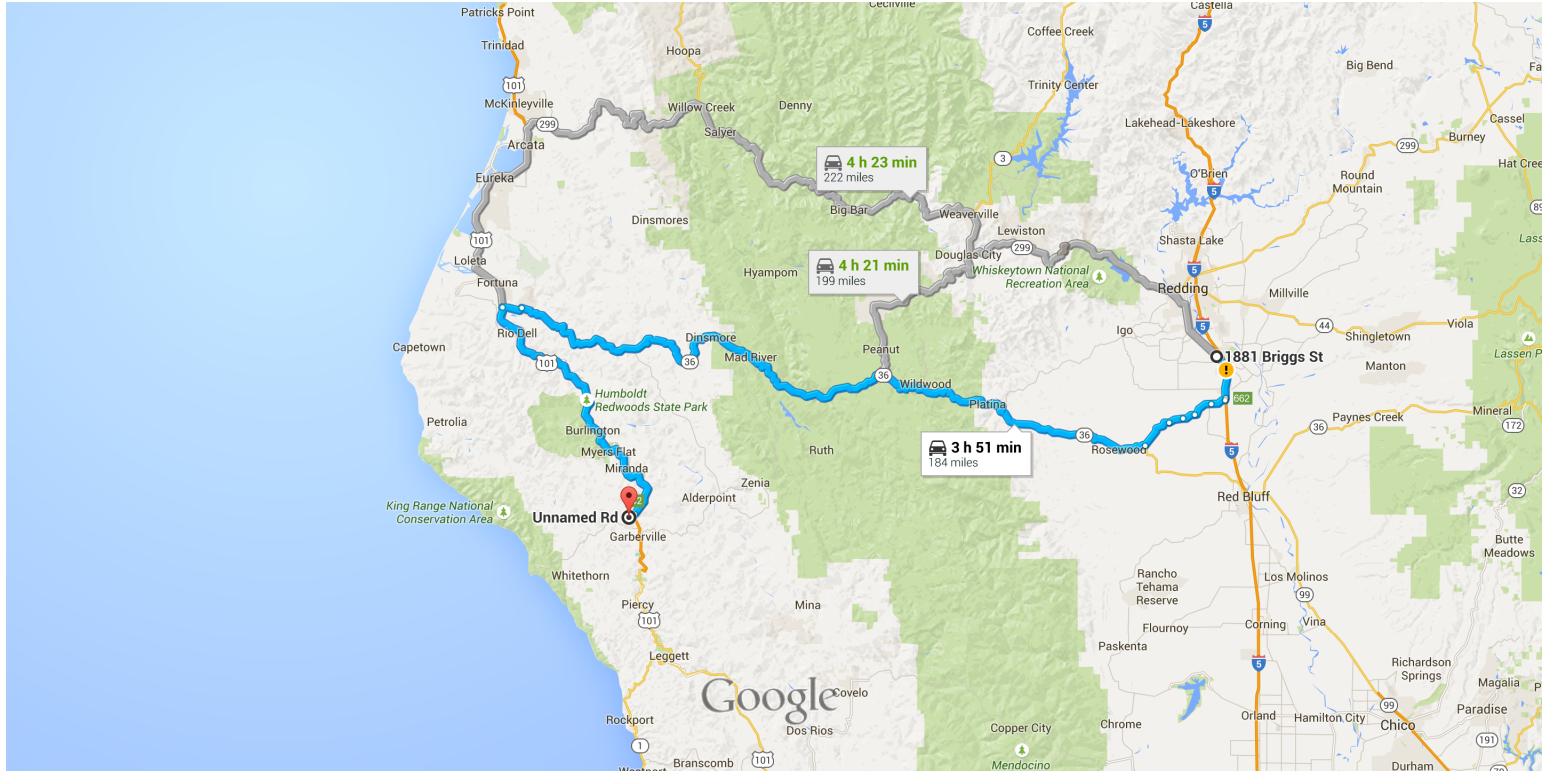 Patricks Point
Cecilville
Castella
5
Trinidad
Hoopa
Coffee Creek
Big Bend
101
McKinleyville
Trinity Center
Willow Creek
Denny
Cassel
299
Salyer
Lakehead-Lakeshore
Burney
Arcata
4 h 23 min
222 miles
3
299
Hat Cree
Eureka
O'Brien
5
Round
Mountain
Big Bar
Weaverville
89
Dinsmores
Lewiston
101
299
Shasta Lake
Lass
Loleta
4 h 21 min
199 miles
Douglas City
Hyampom
Whiskeytown National
Recreation Area
5
Fortuna
Redding
Millville
Rio Dell
Igo
5
44
Viola
Dinsmore
Shingletown
Capetown
101
36
Mad River
Peanut
1881 Briggs St
Lassen P
Manton
36
Wildwood
Humboldt
Redwoods State Park
Platina
662
Mineral
Petrolia
Paynes Creek
172
Burlington
36
36
Myers Flat
Ruth
3 h 51 min
184 miles
Rosewood
5
Miranda
Zenia
Alderpoint
Red Bluff
32
King Range National
Conservation Area
Unnamed Rd
Garberville
Butte
Meadows
Whitethorn
Rancho
Tehama
Reserve
Los Molinos
99
Piercy
Mina
101
Flournoy
Corning
Vina
Paskenta
Leggett
5
Richardson
Springs
Google
Covelo
Magalia
Rockport
99
Paradise
Orland
Hamilton City
Chico
Copper City
Chrome
Dos Rios
1
191
Branscomb
101
Mendocino
Durham